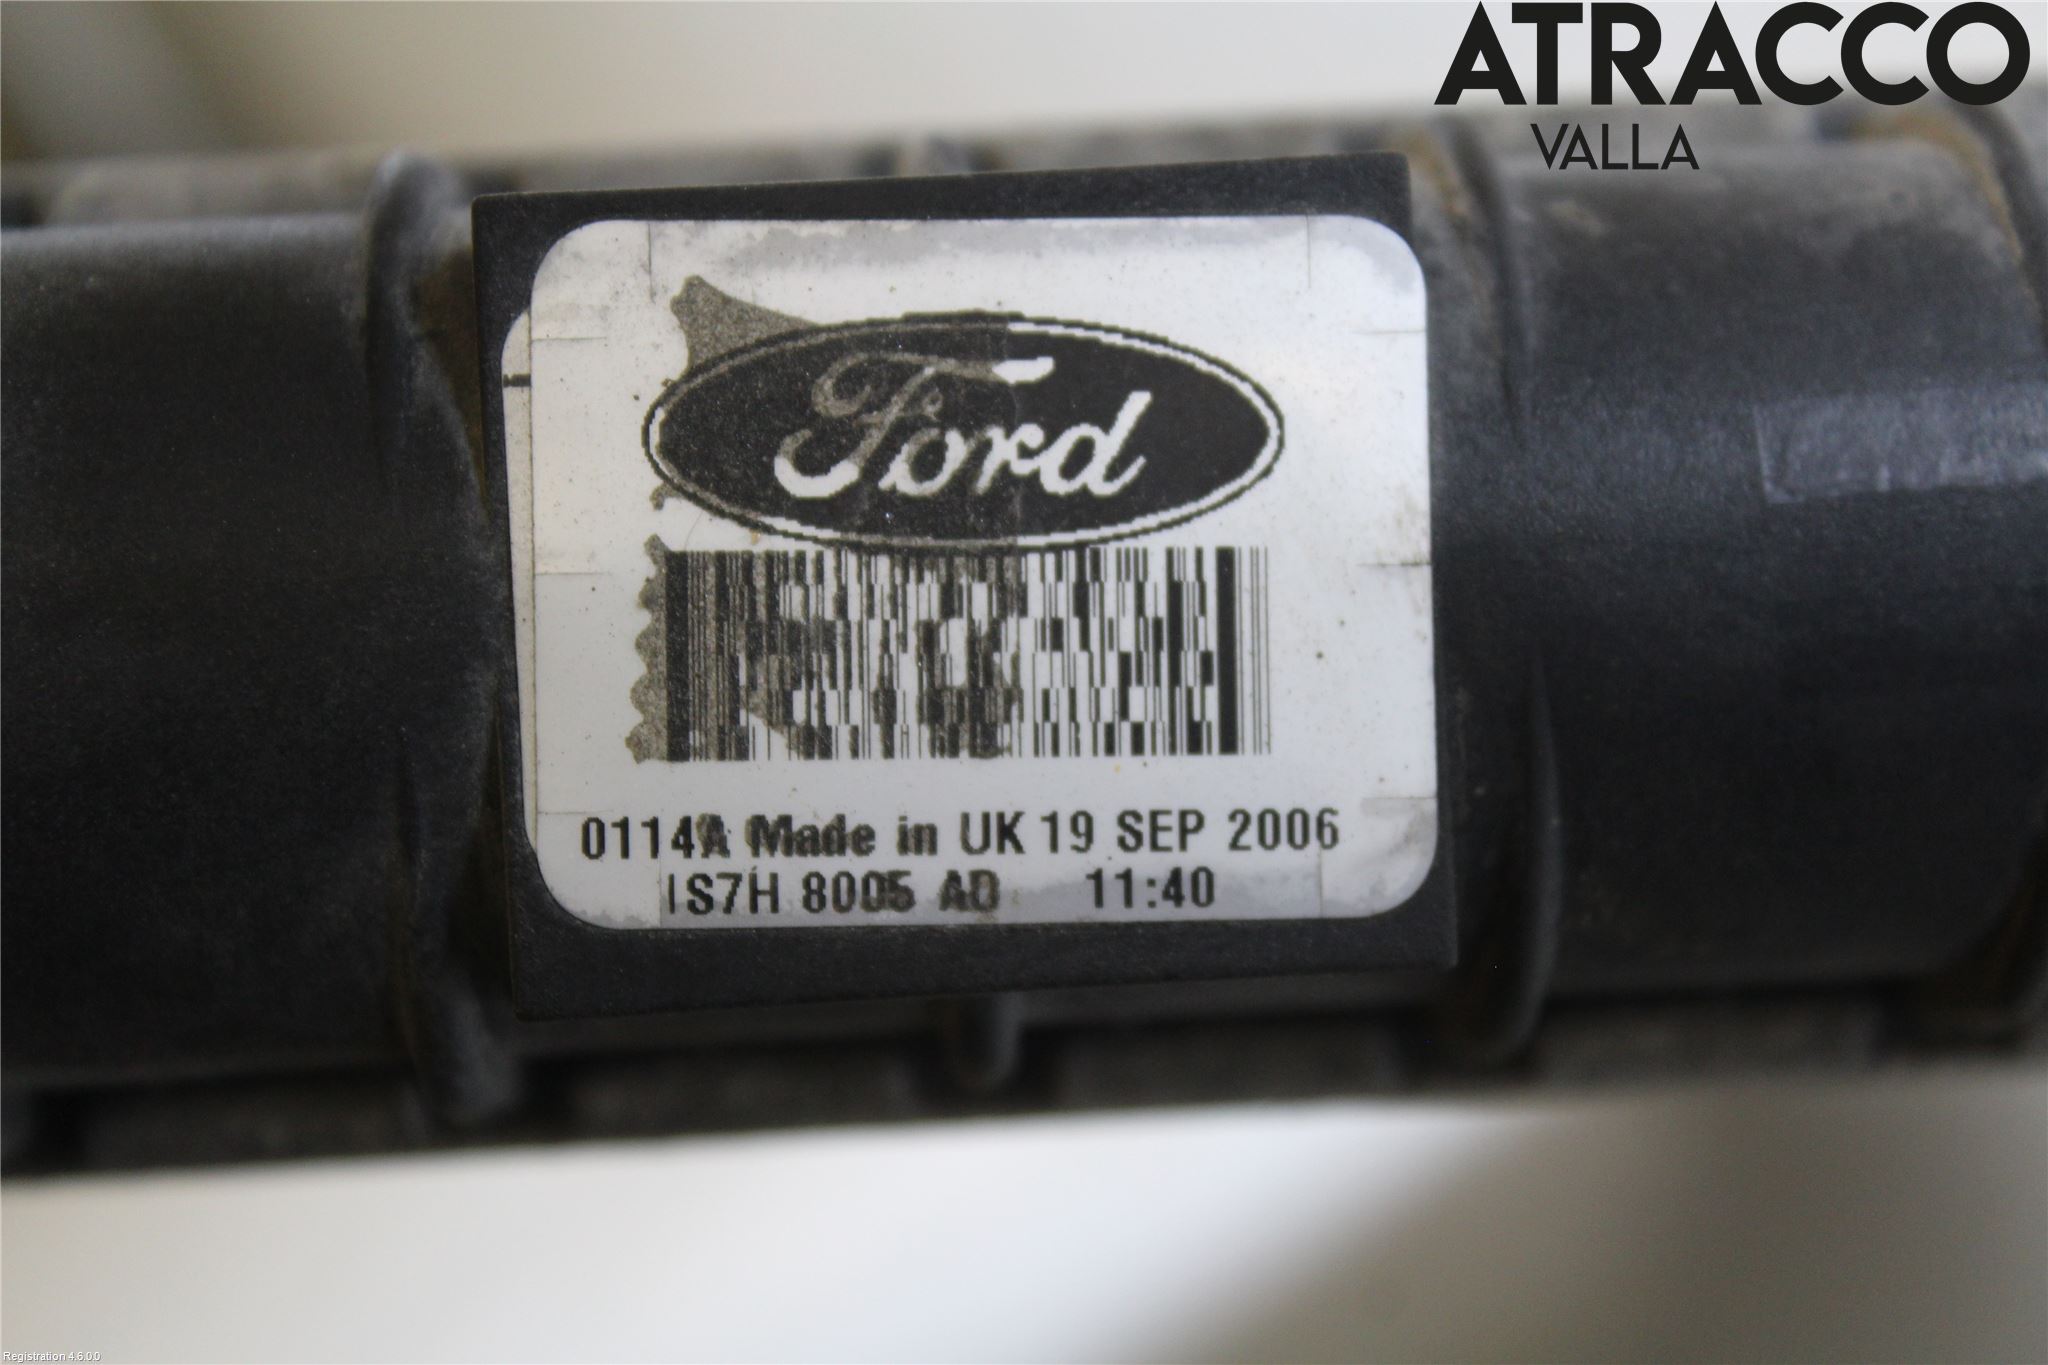 ATRACCO
VALLA
Ford
0114A Made in UK 19 SEP 2006
1S7H 8005 AD 11:40
Registration 4.6.0.0